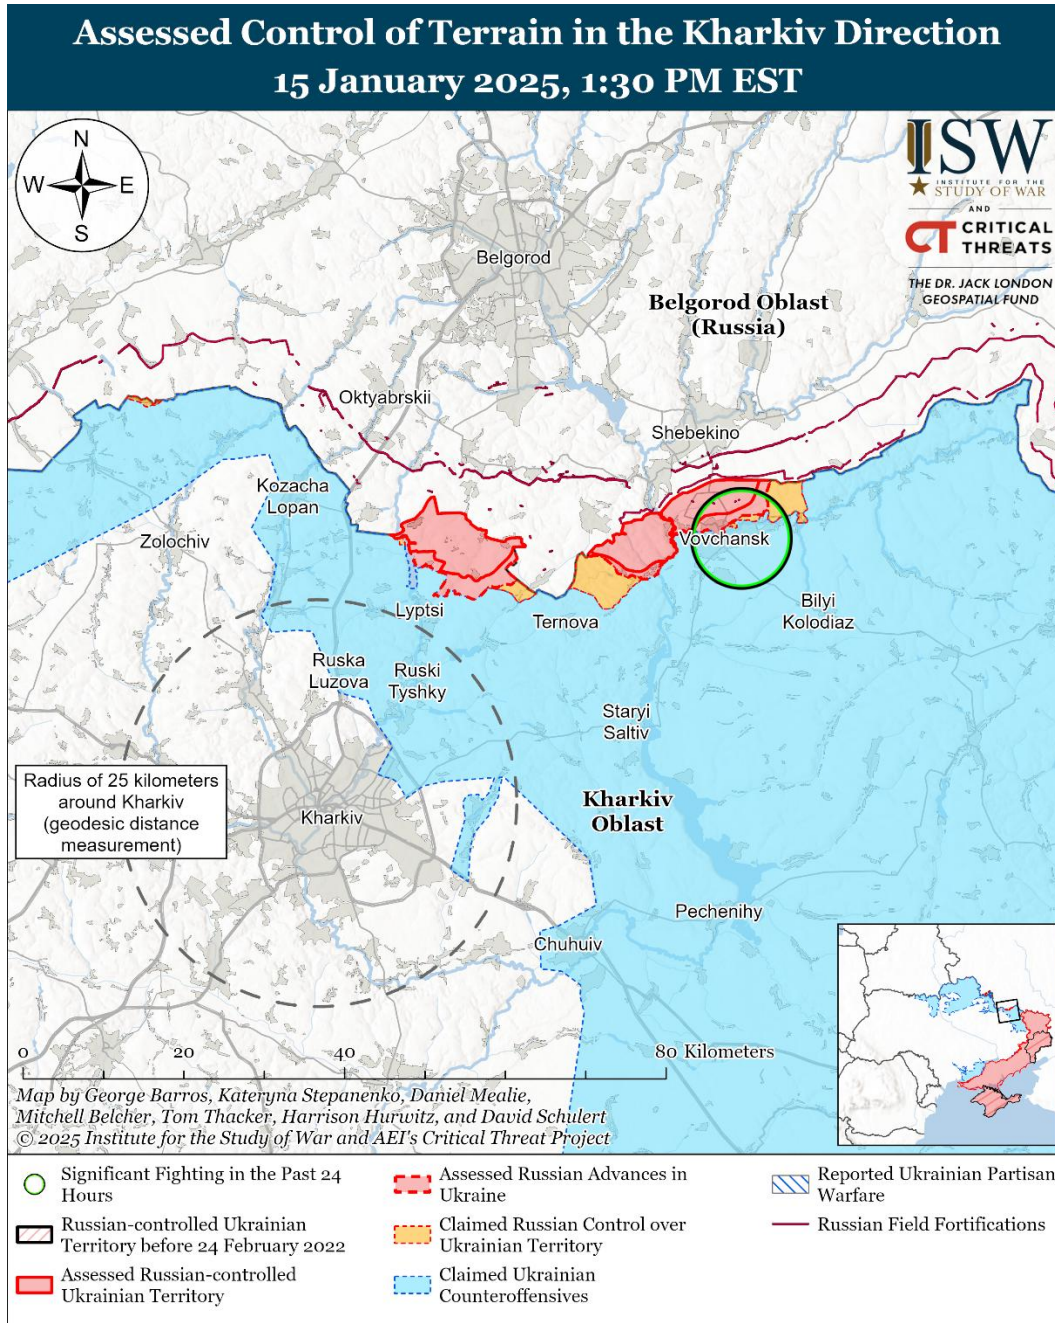 Assessed Control of Terrain in the Kharkiv Direction
15 January 2025, 1:30 PM EST
N
W
E
S
ISW
INSTITUTE FOR THE
STUDY OF WAR
AND
CT CRITICAL
THREATS
THE DR. JACK LONDON
GEOSPATIAL FUND
Belgorod
Belgorod Oblast
(Russia)
Oktyabrskii
Shebekino
Kozacha
Lopan
Zolochiv
Vovchansk
Lyptsi
Ternova
Bilyi
Kolodiaz
Ruska
Luzova
Ruski
Tyshky
Staryi
Saltiv
Radius of 25 kilometers
around Kharkiv
(geodesic distance
measurement)
Kharkiv
Kharkiv
Oblast
Pechenihy
Chuhuiv
0
20
40
80 Kilometers
Map by George Barros, Kateryna Stepanenko, Daniel Mealie,
Mitchell Belcher, Tom Thacker, Harrison Hurwitz, and David Schulert
© 2025 Institute for the Study of War and AEI's Critical Threat Project
Significant Fighting in the Past 24
Hours
Russian-controlled Ukrainian
Territory before 24 February 2022
Assessed Russian-controlled
Ukrainian Territory
Assessed Russian Advances in
Ukraine
Claimed Russian Control over
Ukrainian Territory
Claimed Ukrainian
Counteroffensives
Reported Ukrainian Partisan
Warfare
Russian Field Fortifications